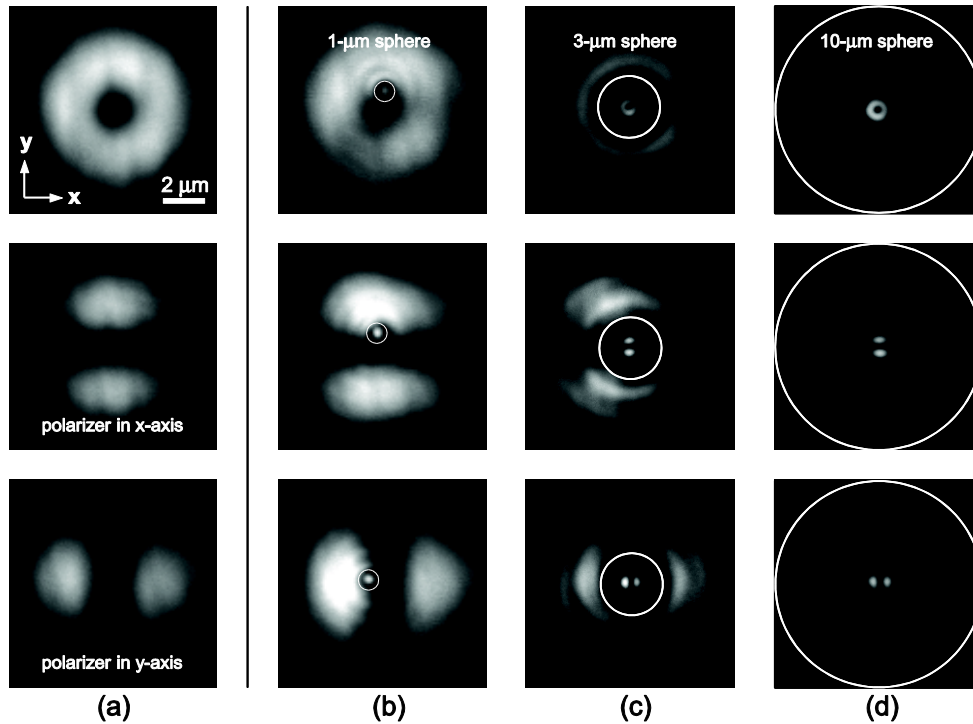 1-μm sphere
3-μm sphere
10-μm sphere
y
x
2 μm
polarizer in x-axis
polarizer in y-axis
(a)
(b)
(c)
(d)